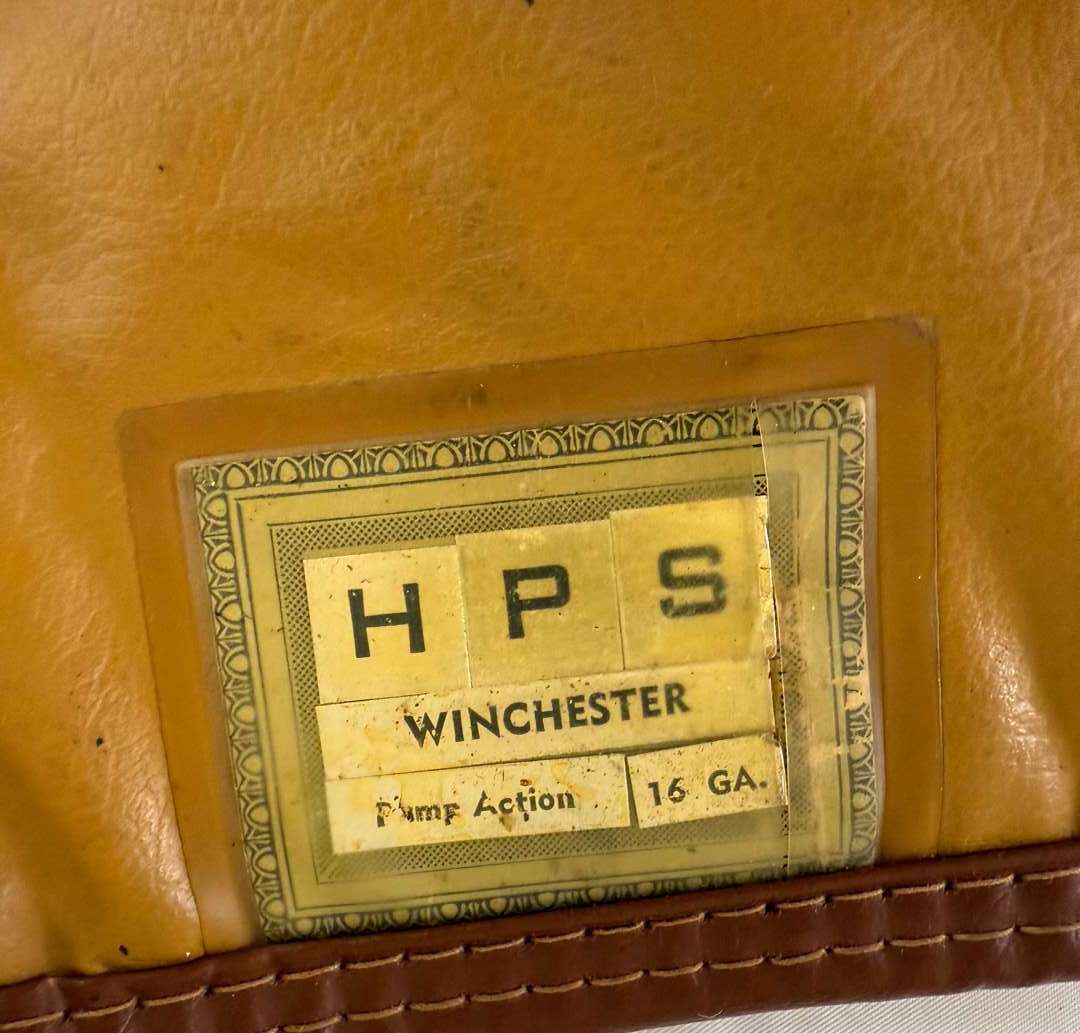 H P S
WINCHESTER
Pump Action 16 GA.